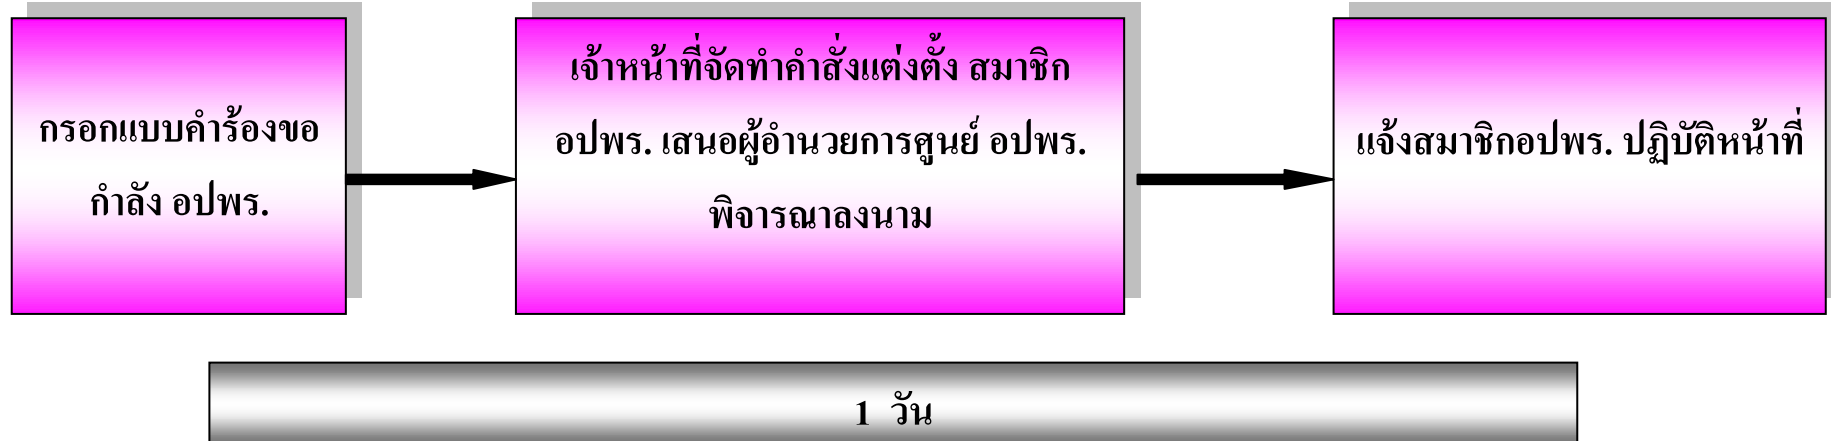 กรอกแบบคำร้องขอ
กำลัง อปพร.
เจ้าหน้าที่จัดทำคำสั่งแต่งตั้ง สมาชิก
อปพร. เสนอผู้อำนวยการศูนย์ อปพร.
พิจารณาลงนาม
แจ้งสมาชิกอปพร. ปฏิบัติหน้าที่
1 วัน